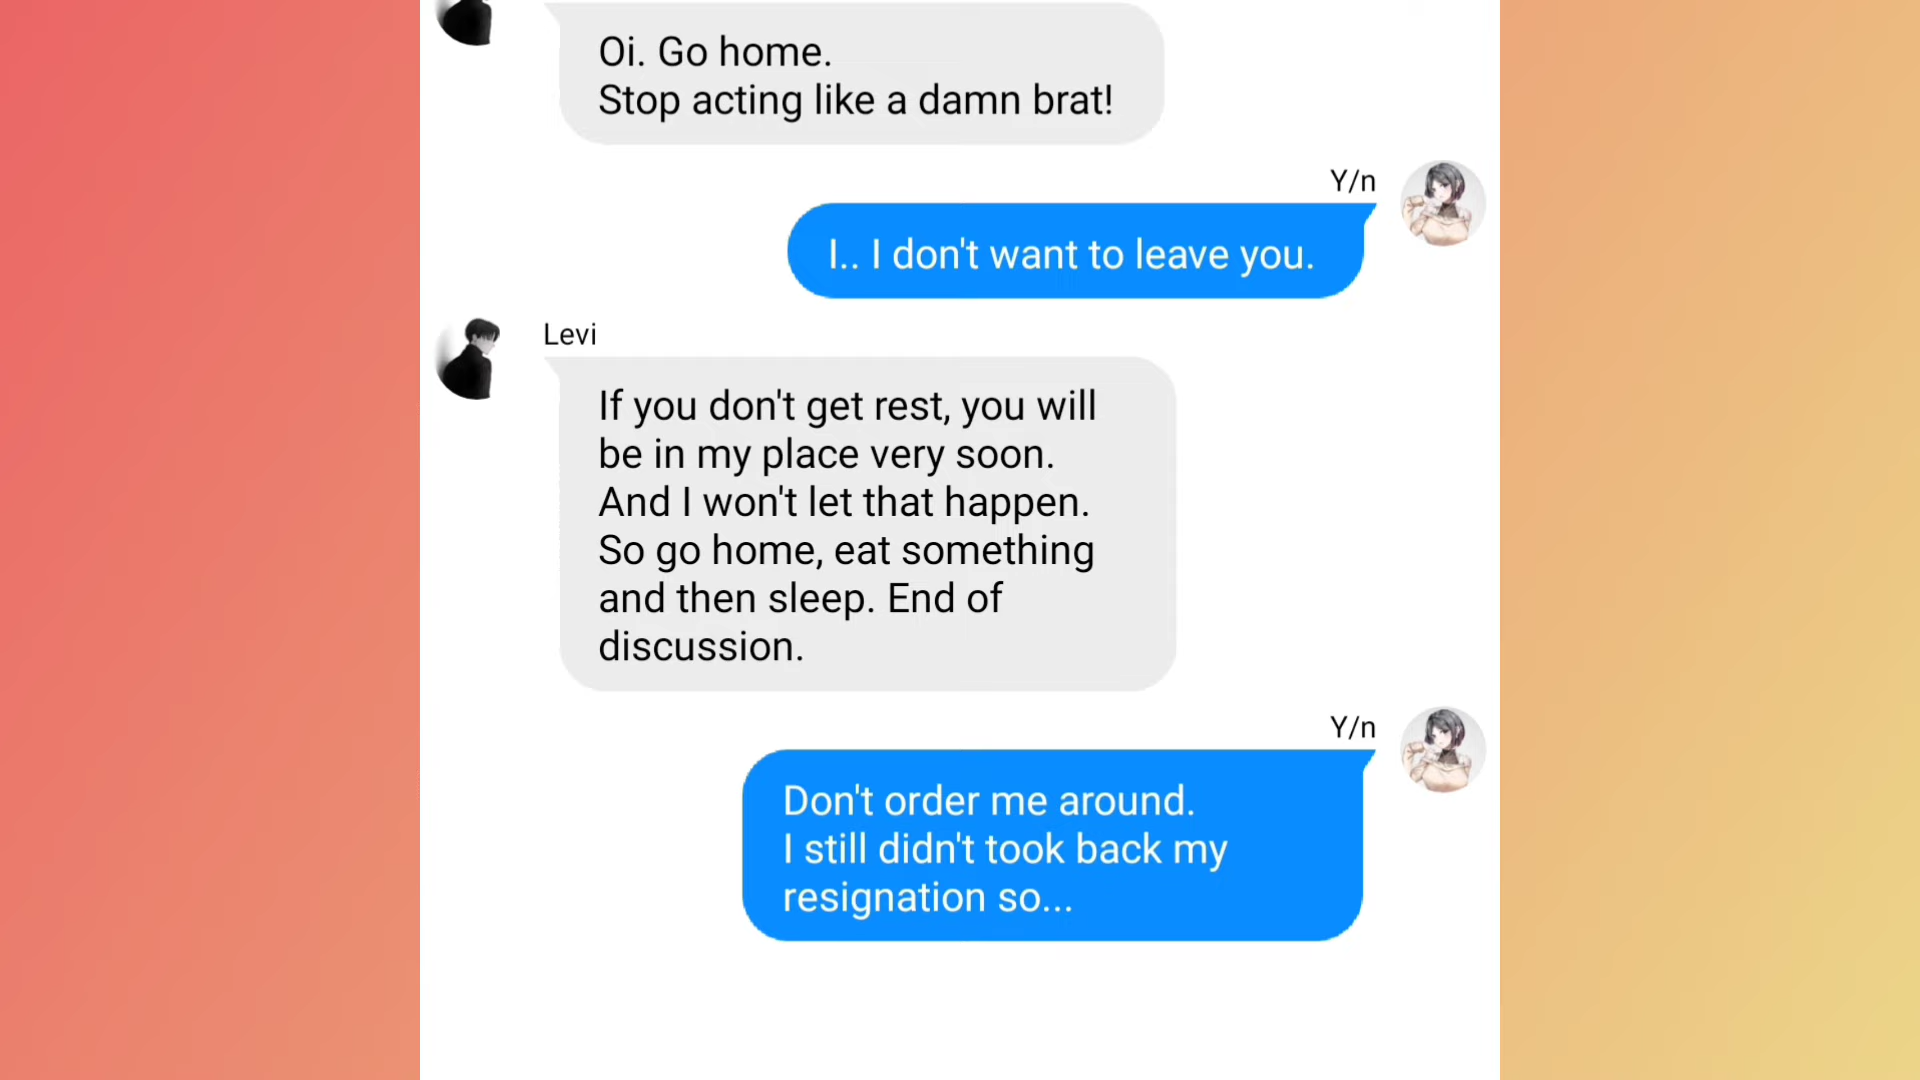 Oi. Go home.
Stop acting like a damn brat!
Y/n
I.. I don't want to leave you.
Levi
If you don't get rest, you will
be in my place very soon.
And I won't let that happen.
So go home, eat something
and then sleep. End of
discussion.
Y/n
Don't order me around.
I still didn't took back my
resignation so...